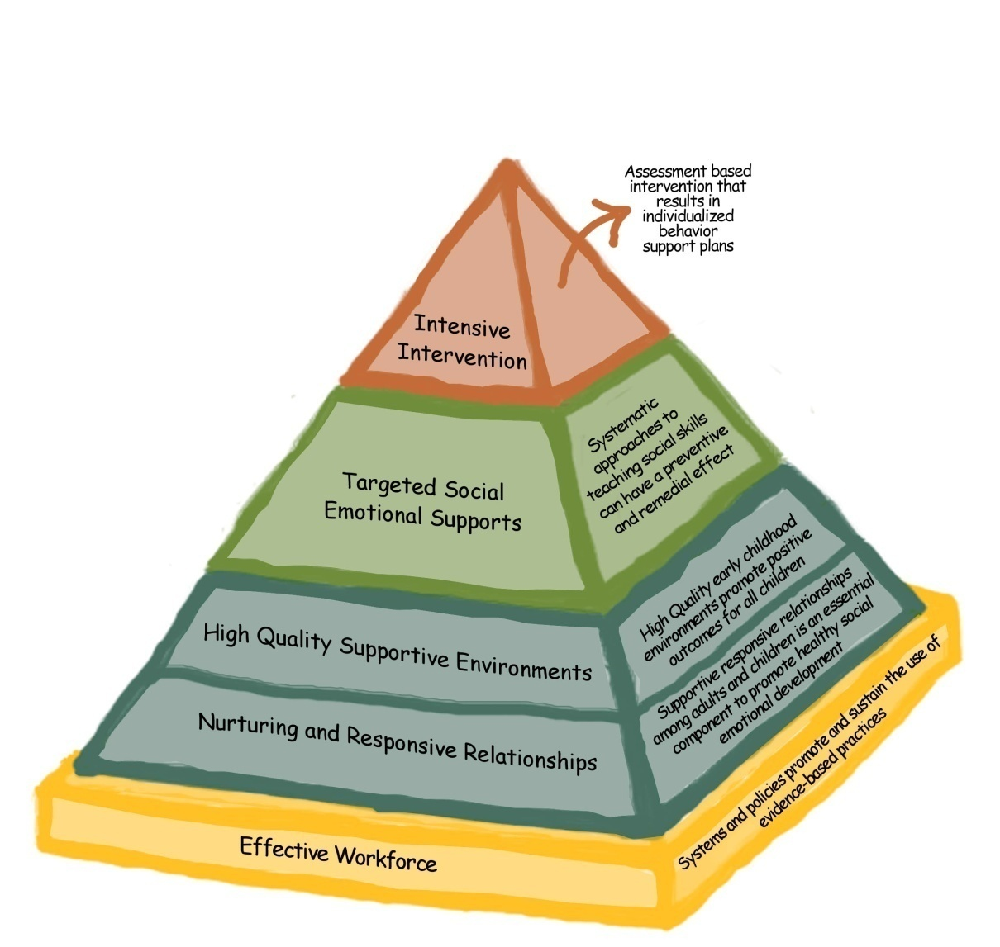 Assessment based
intervention that
results in
individualized
behavior
support plans
Intensive
Intervention
Systematic
approaches to
teaching social skills
can have a preventive
and remedial effect
Targeted Social
Emotional Supports
High Quality early childhood
environments promote positive
outcomes for all children
High Quality Supportive Environments
Supportive responsive relationships
among adults and children is an essential
component to promote healthy social
emotional development
Nurturing and Responsive Relationships
Systems and policies promote and sustain the use of
evidence-based practices
Effective Workforce